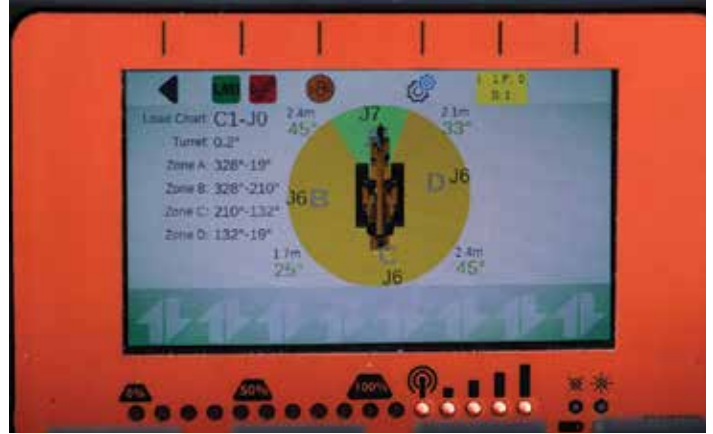 LMI
Load Chart: C1-J0
Turret: 0.2°
Zone A: 328°-19°
Zone B: 328°-210°
Zone C: 210°-132°
Zone D: 132°-19°
2.4m
45°
J7
2.1m
33°
J6 B
D J6
1.7m
25°
C
J6
2.4m
45°
0%
50%
100%